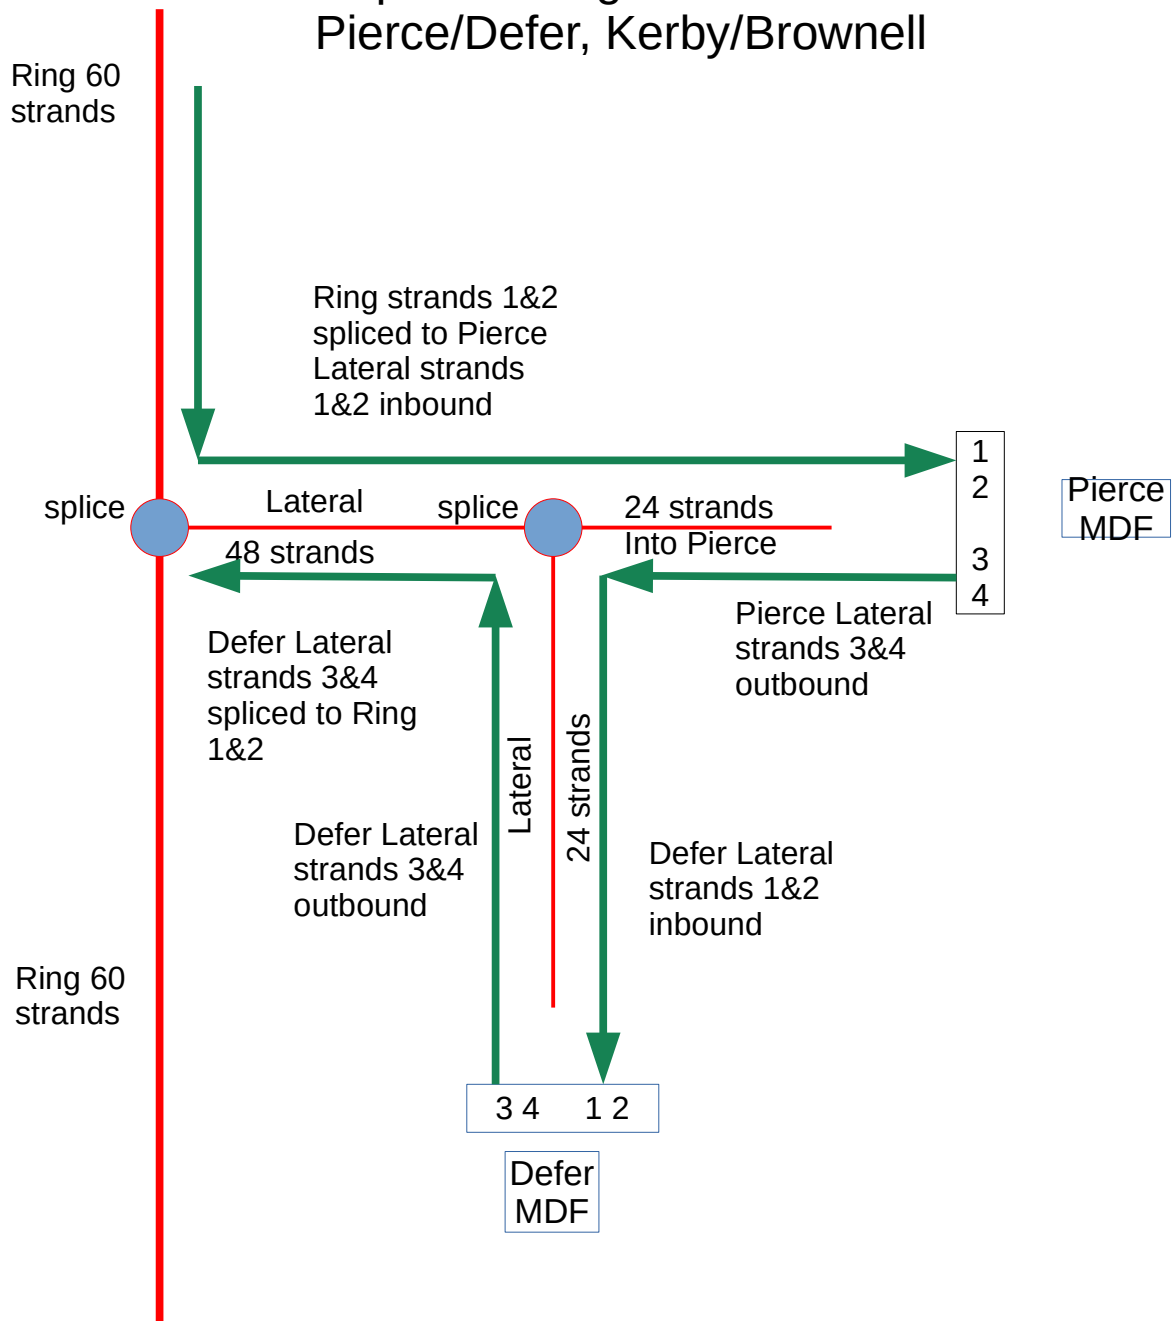 Pierce/Defer, Kerby/Brownell
Ring 60
strands
Ring strands 1&2
spliced to Pierce
Lateral strands
1&2 inbound
1
2
3
4
Pierce
MDF
splice
Lateral
splice
24 strands
Into Pierce
48 strands
Pierce Lateral
strands 3&4
outbound
Defer Lateral
strands 3&4
spliced to Ring
1&2
Lateral
24 strands
Defer Lateral
strands 3&4
outbound
Defer Lateral
strands 1&2
inbound
Ring 60
strands
3 4 1 2
Defer
MDF